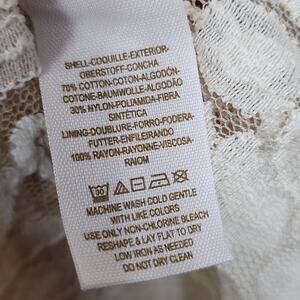 SHELL-COQUILLE-EXTERIOR-
OBERSTOFF-CONCHA
70% COTTON-COTON-ALGODÓN-
COTONE-BAUMWOLLE-ALGODÃO
30% NYLON-POLIAMIDA-FIBRA
SINTÉTICA
LINING-DOUBLURE-FORRO-FODERA-
FUTTER-ENFILEIRANDO
100% RAYON-RAYONNE-VISCOSA-
RAIOM
MACHINE WASH COLD GENTLE
WITH LIKE COLORS
USE ONLY NON-CHLORINE BLEACH
RESHAPE & LAY FLAT TO DRY
LOW IRON AS NEEDED
DO NOT DRY CLEAN